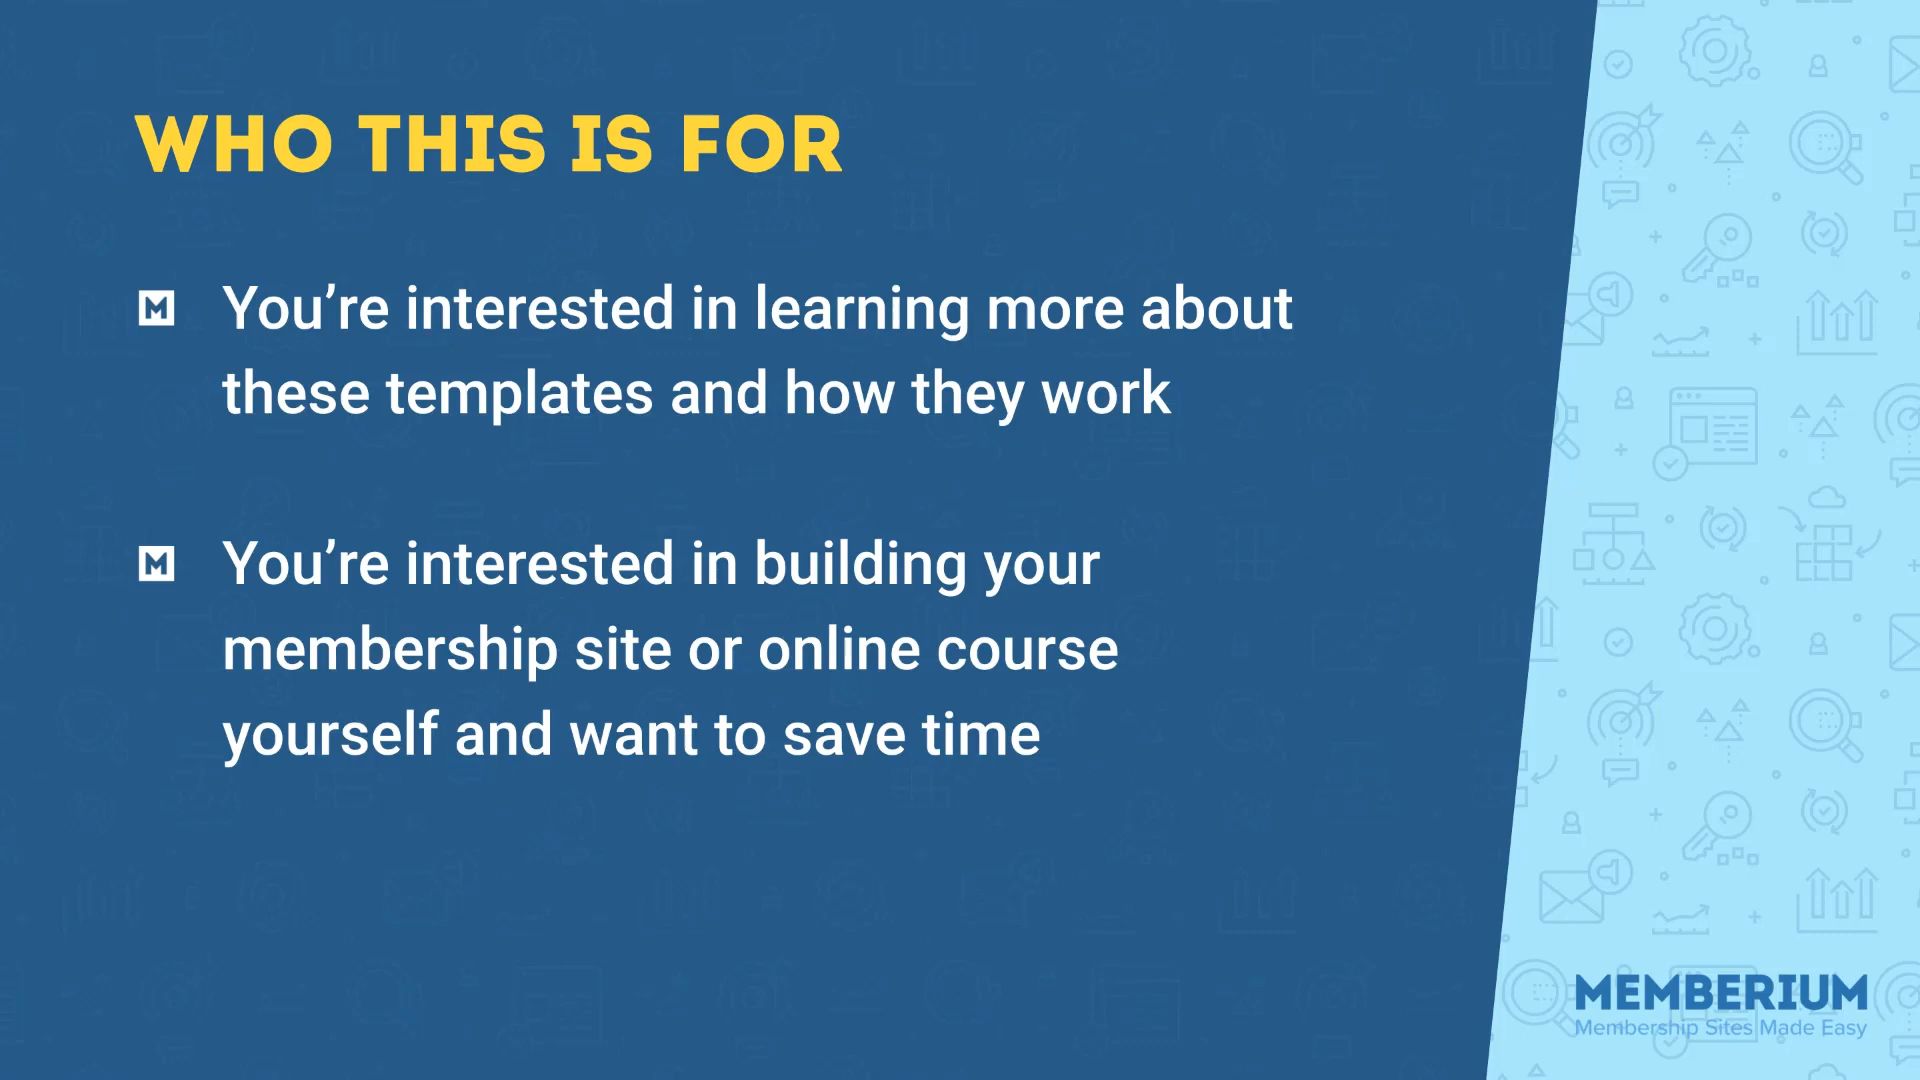 WHO THIS IS FOR
You’re interested in learning more about
these templates and how they work
You’re interested in building your
membership site or online course
yourself and want to save time
MEMBERIUM
Membership Sites Made Easy